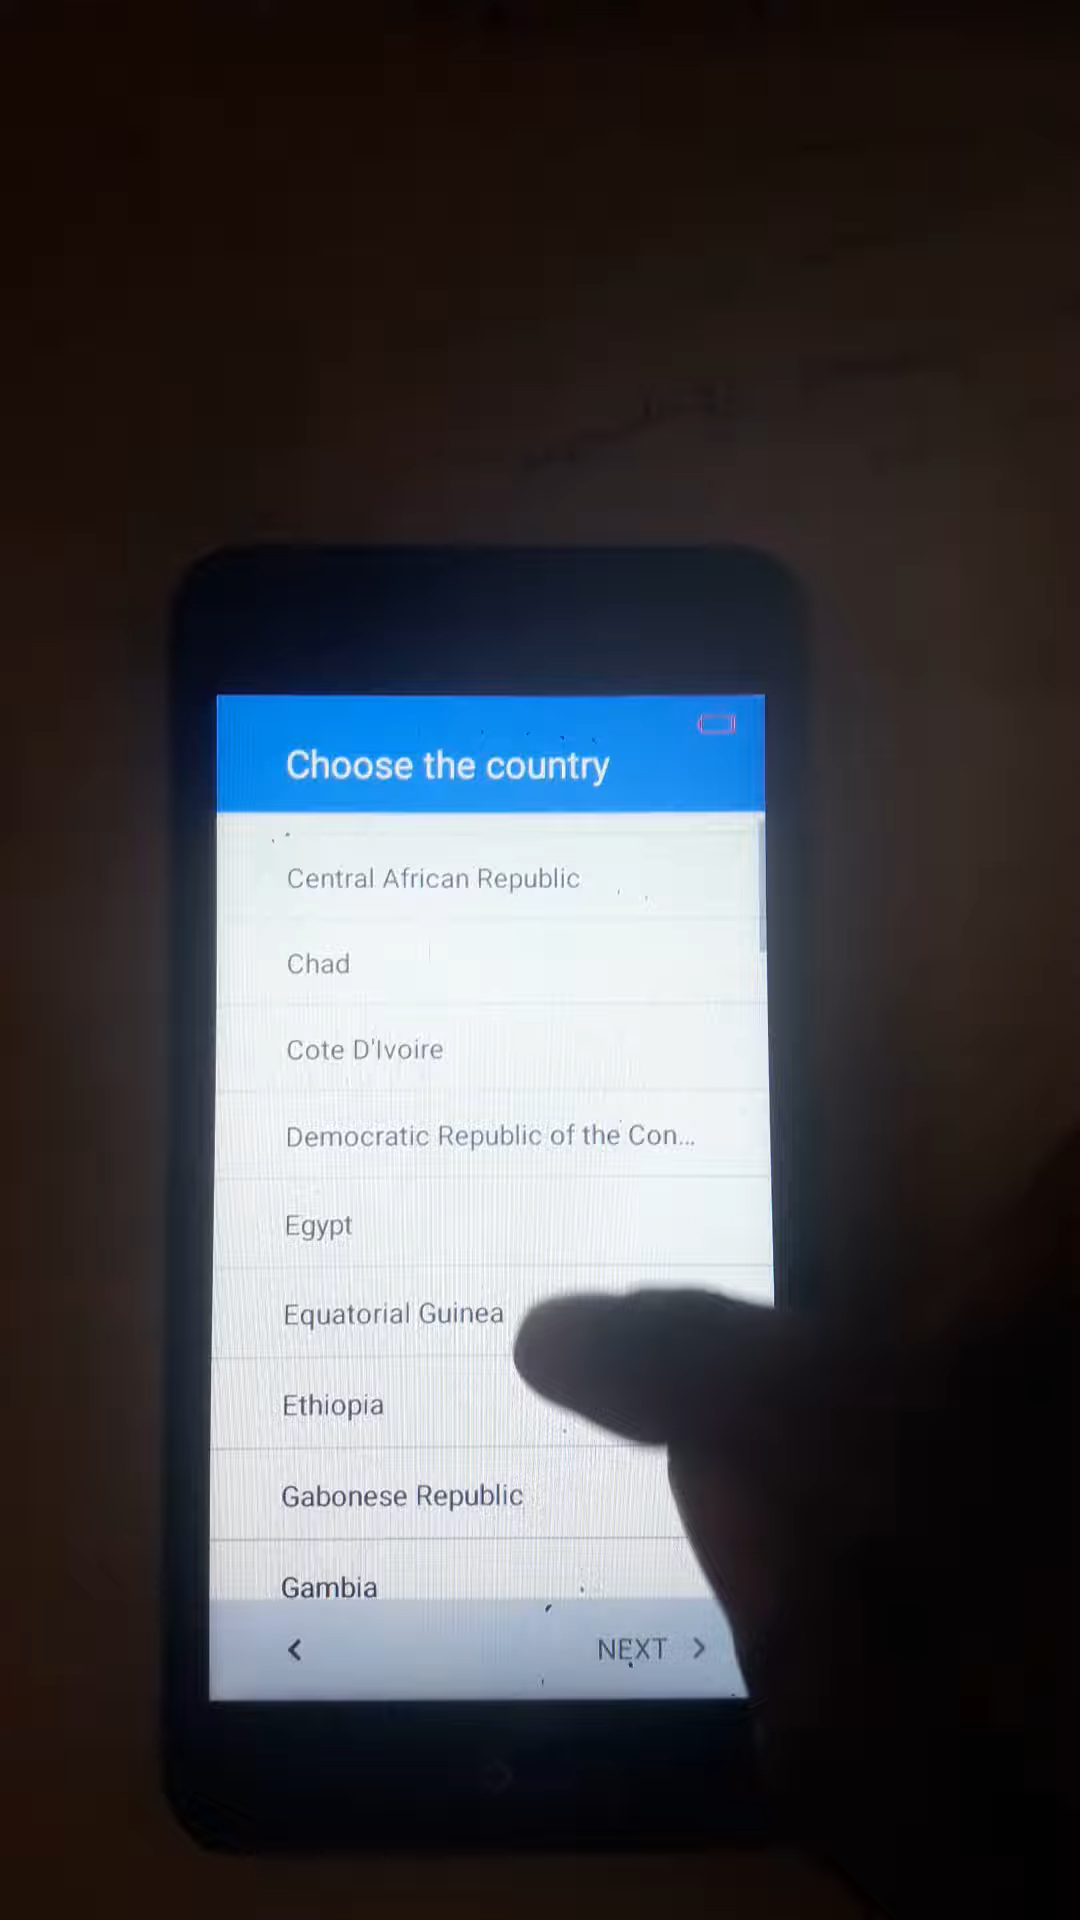 Choose the country
Central African Republic
Chad
Cote D'Ivoire
Democratic Republic of the Con...
Egypt
Equatorial Guinea
Ethiopia
Gabonese Republic
Gambia
NEXT